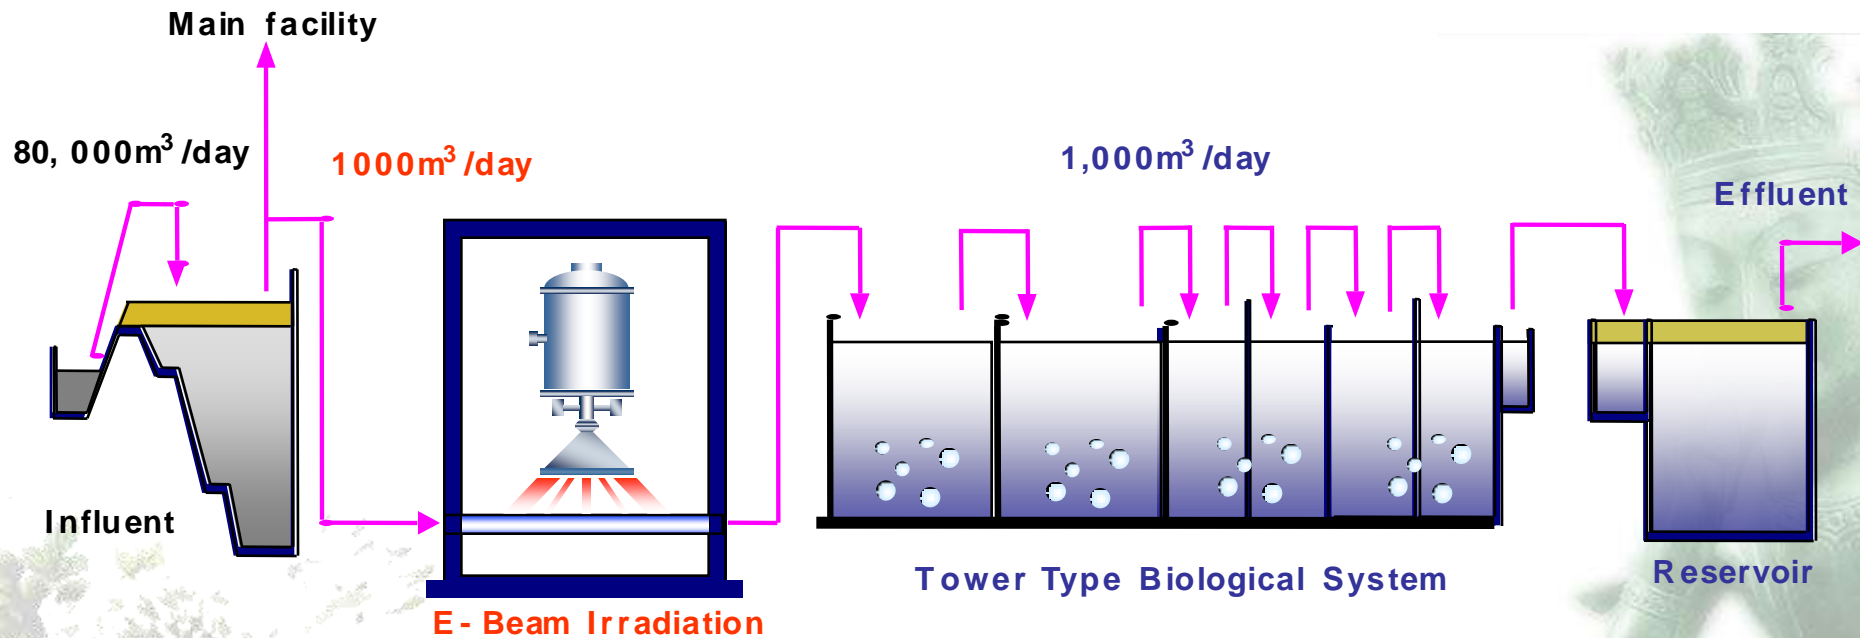 Main facility
80, 000m³/day
1000m³/day
1,000m³/day
Effluent
Influent
Tower Type Biological System
Reservoir
E - Beam Irradiation